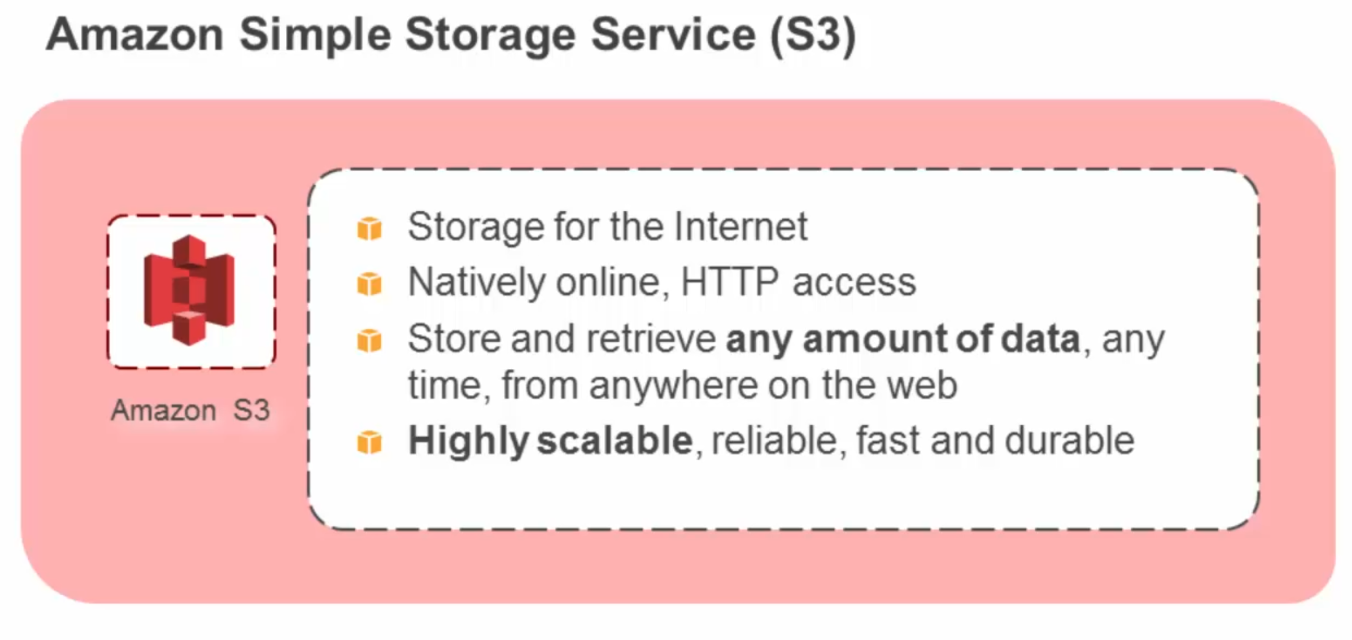 Amazon Simple Storage Service (S3)
Storage for the Internet
Natively online, HTTP access
Store and retrieve any amount of data, any
time, from anywhere on the web
Highly scalable, reliable, fast and durable
Amazon S3